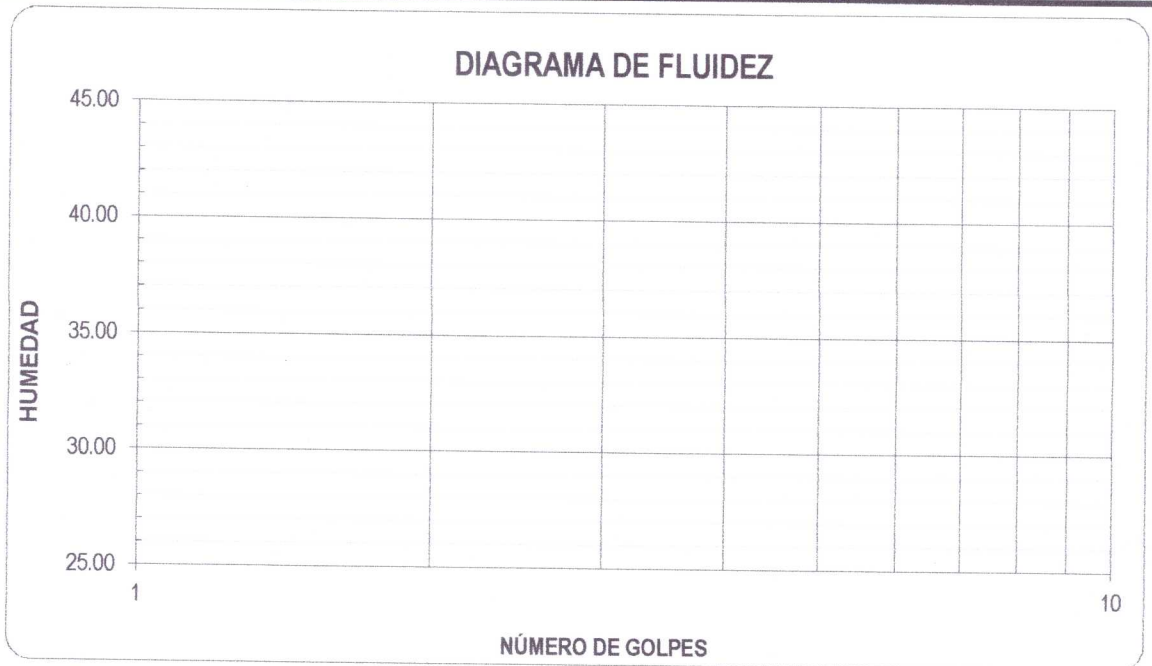 DIAGRAMA DE FLUIDEZ
45.00
40.00
35.00
30.00
25.00
HUMEDAD
1
10
NÚMERO DE GOLPES